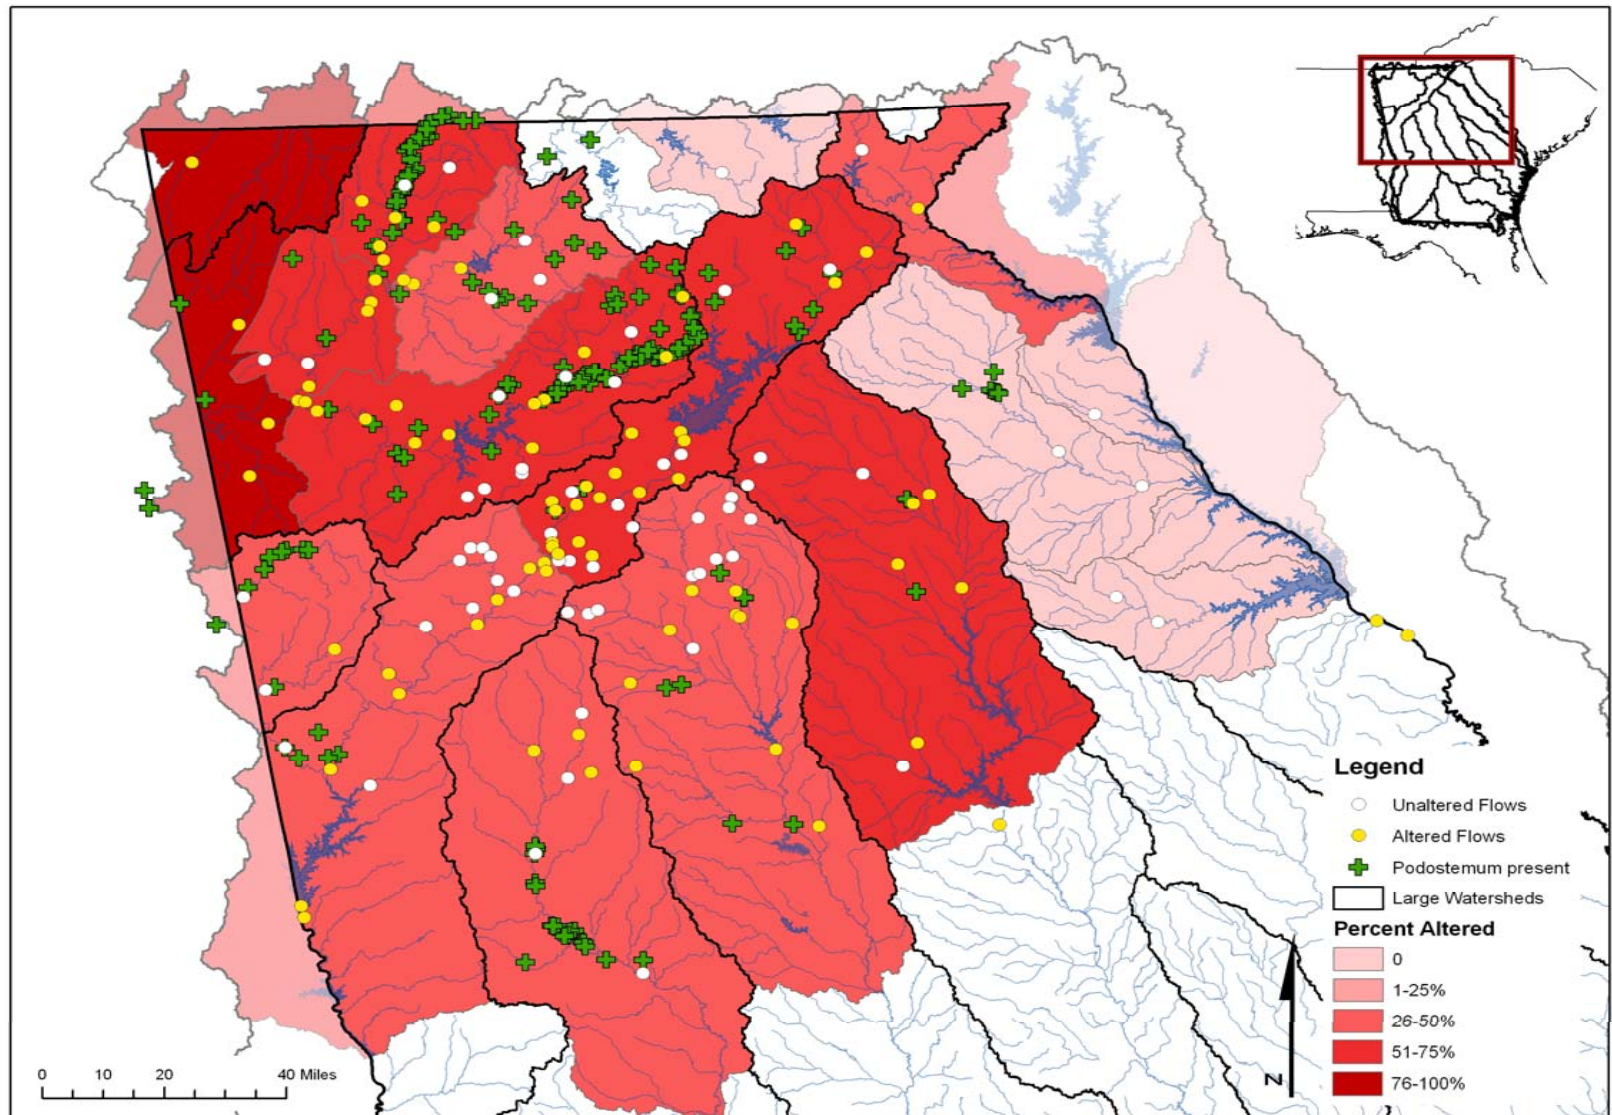 Legend
Unaltered Flows
Altered Flows
Podostemum present
Large Watersheds
Percent Altered
0
1-25%
26-50%
51-75%
76-100%
0 10 20 40 Miles
N